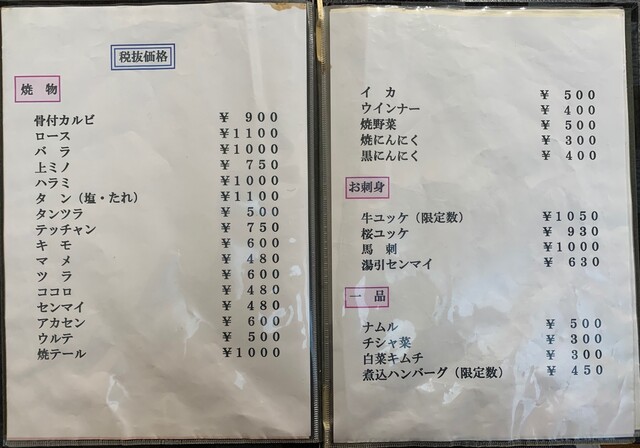 税抜価格
焼 物
骨付カルビ ¥ 900
ロース ¥1100
バ ラ ¥1000
上ミノ ¥ 750
ハラミ ¥1000
タ ン（塩・たれ） ¥1100
タンツラ ¥ 500
テッチャン ¥ 750
キ モ ¥ 600
マ メ ¥ 480
ツ ラ ¥ 600
ココロ ¥ 480
センマイ ¥ 480
アカセン ¥ 600
ウルテ ¥ 500
焼テール ¥1000
イ カ ¥ 500
ウインナー ¥ 400
焼野菜 ¥ 500
焼にんにく ¥ 300
黒にんにく ¥ 400
お刺身
牛ユッケ（限定数） ¥1050
桜ユッケ ¥ 930
馬 刺 ¥1000
湯引センマイ ¥ 630
一 品
ナムル ¥ 500
チシャ菜 ¥ 300
白菜キムチ ¥ 300
煮込ハンバーグ（限定数） ¥ 450